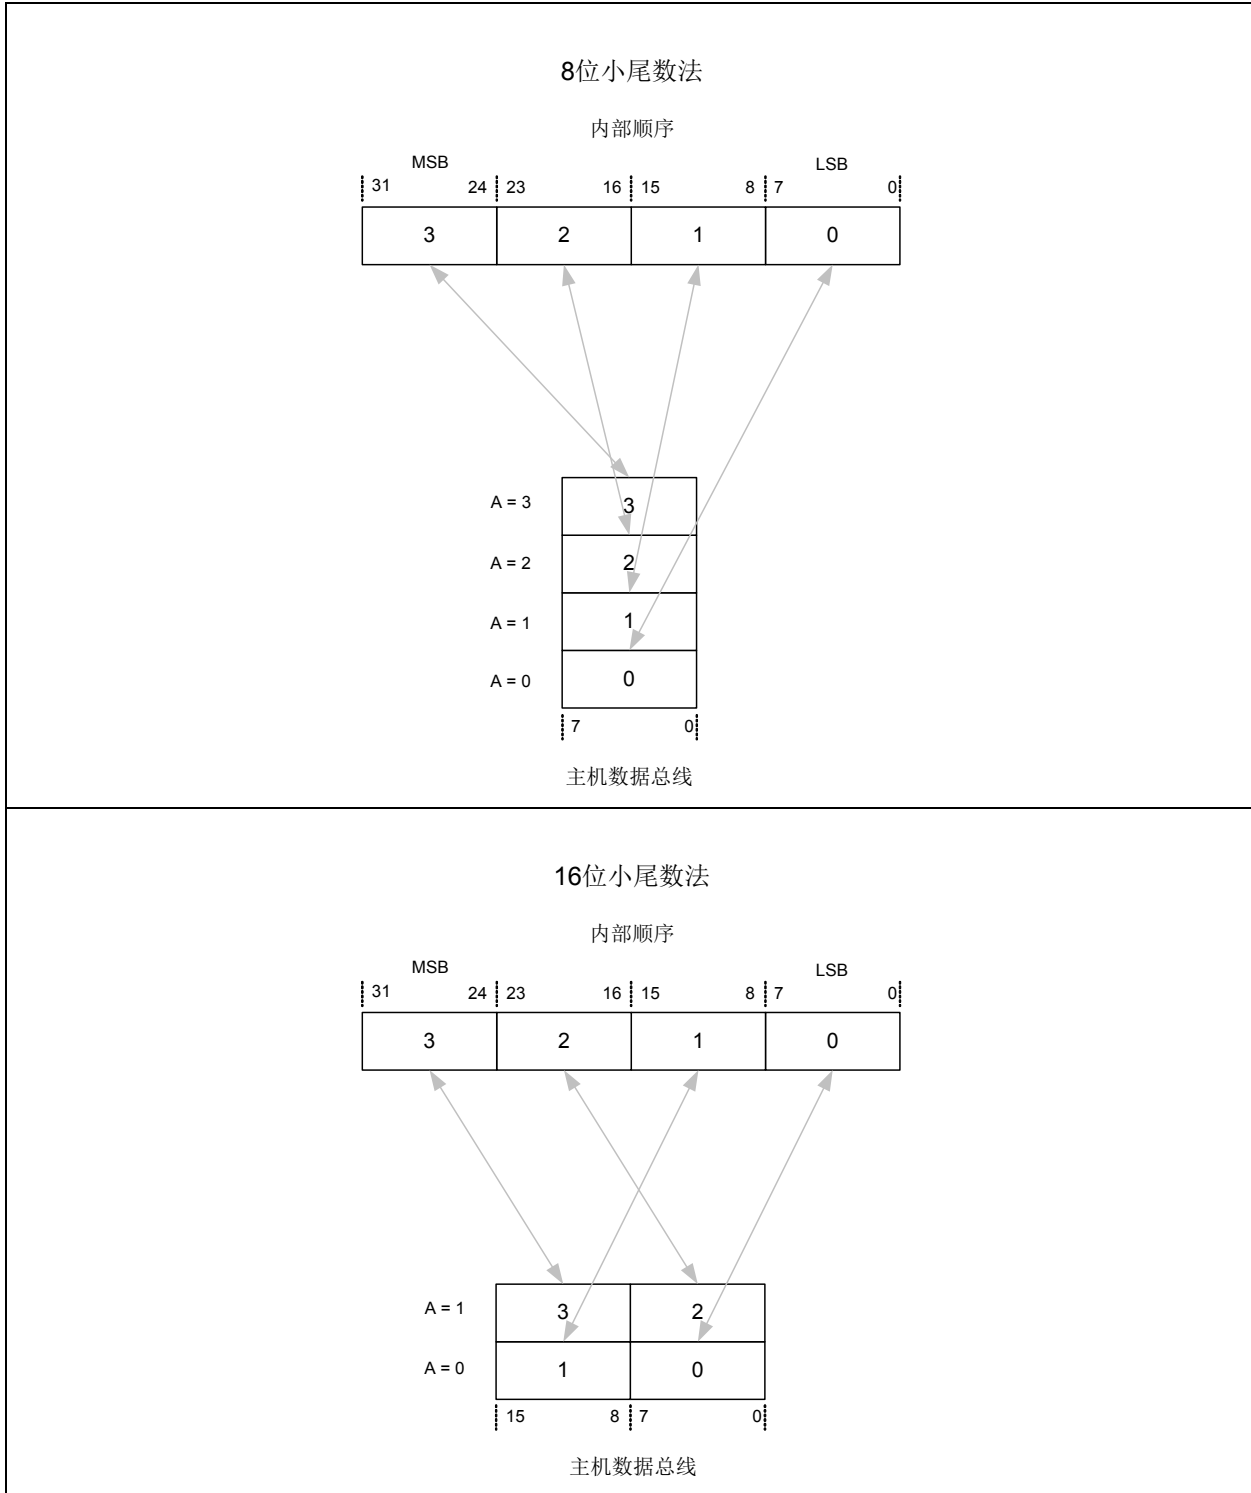 8位小尾数法
内部顺序
MSB LSB
31 24 23 16 15 8 7 0
3 2 1 0
A = 3 3
A = 2 2
A = 1 1
A = 0 0
7 0
主机数据总线
16位小尾数法
内部顺序
MSB LSB
31 24 23 16 15 8 7 0
3 2 1 0
A = 1 3 2
A = 0 1 0
15 8 7 0
主机数据总线